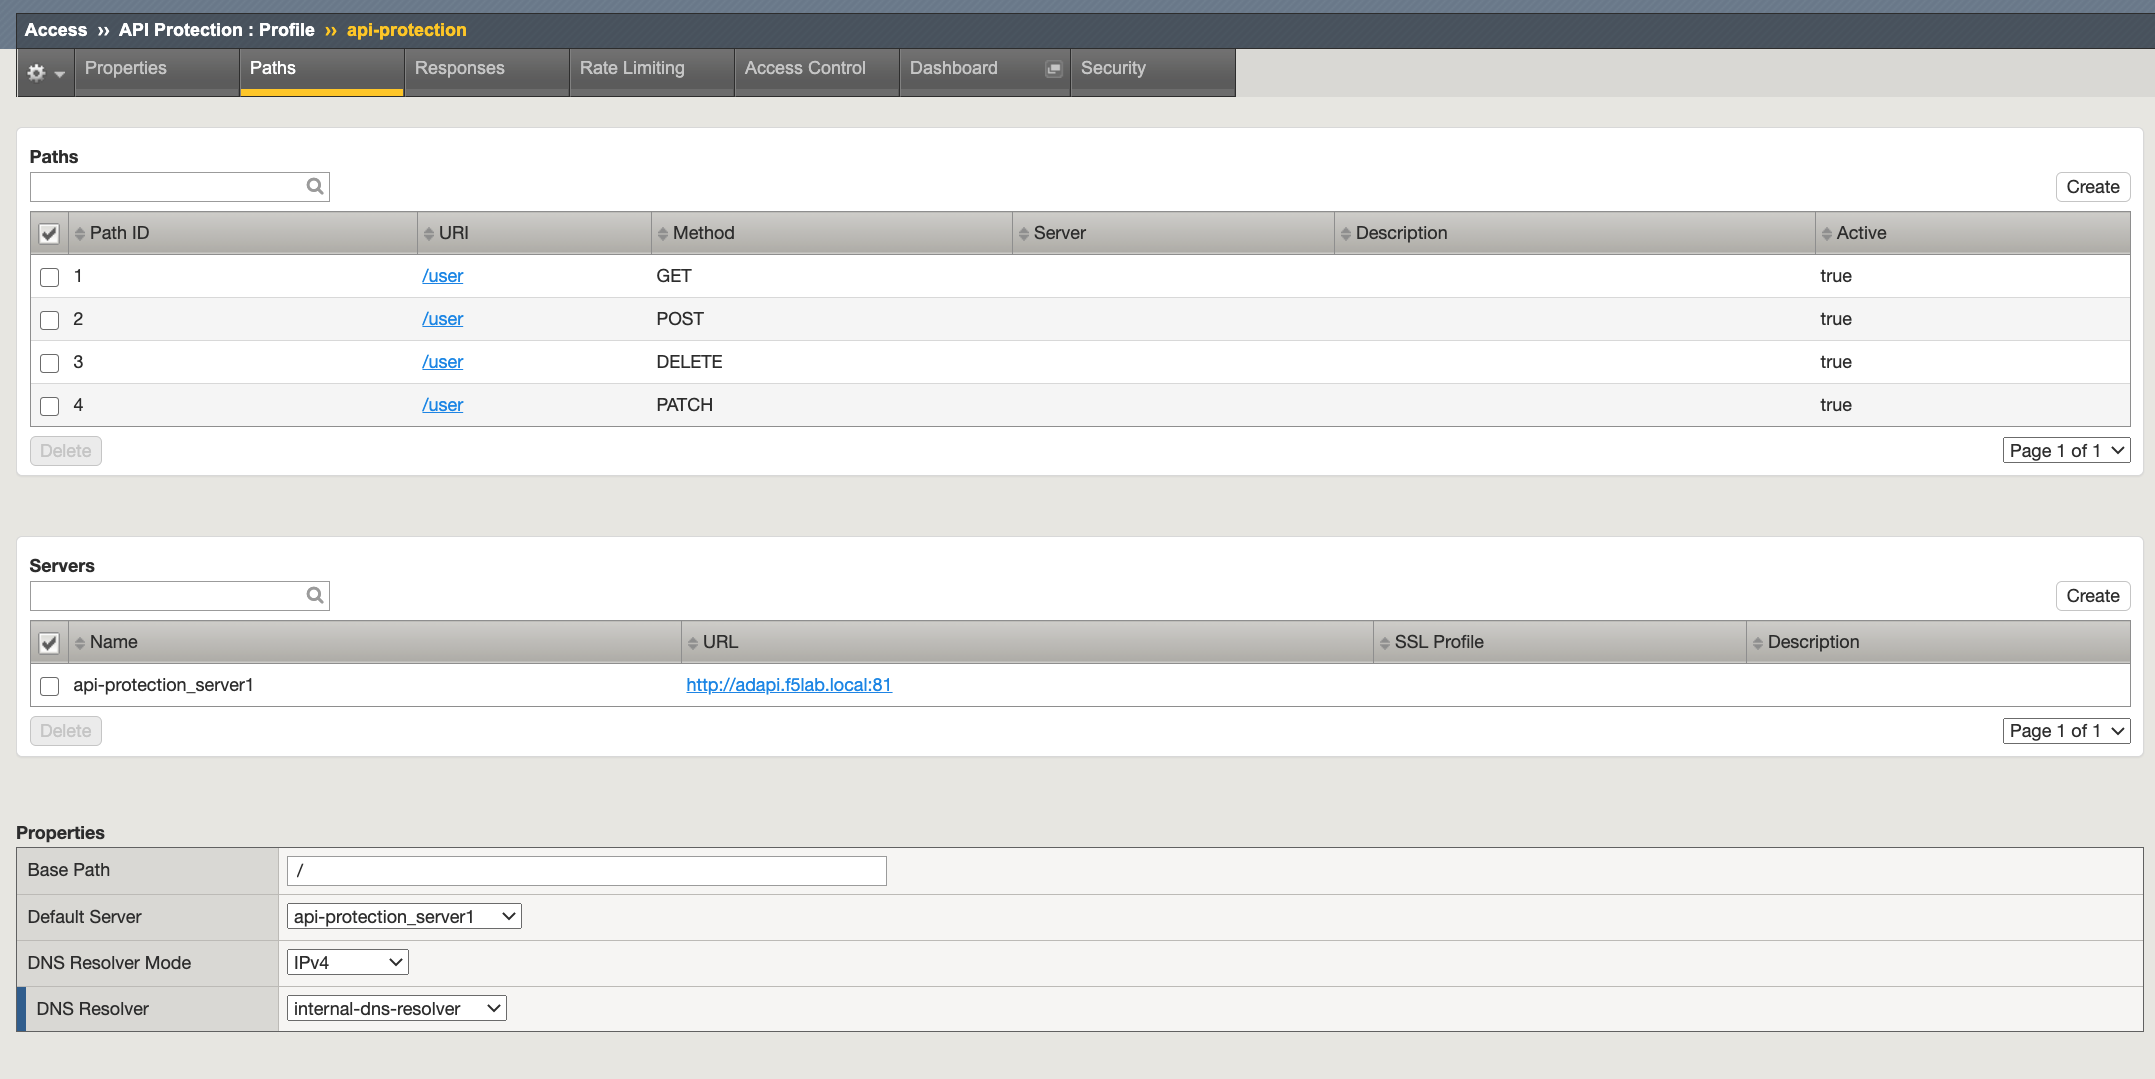 Access ›› API Protection : Profile ›› api-protection
Properties Paths Responses Rate Limiting Access Control Dashboard Security
Paths
Create
Path ID URI Method Server Description Active
1 /user GET true
2 /user POST true
3 /user DELETE true
4 /user PATCH true
Delete Page 1 of 1
Servers
Create
Name URL SSL Profile Description
api-protection_server1 http://adapi.f5lab.local:81
Delete Page 1 of 1
Properties
Base Path /
Default Server api-protection_server1
DNS Resolver Mode IPv4
DNS Resolver internal-dns-resolver